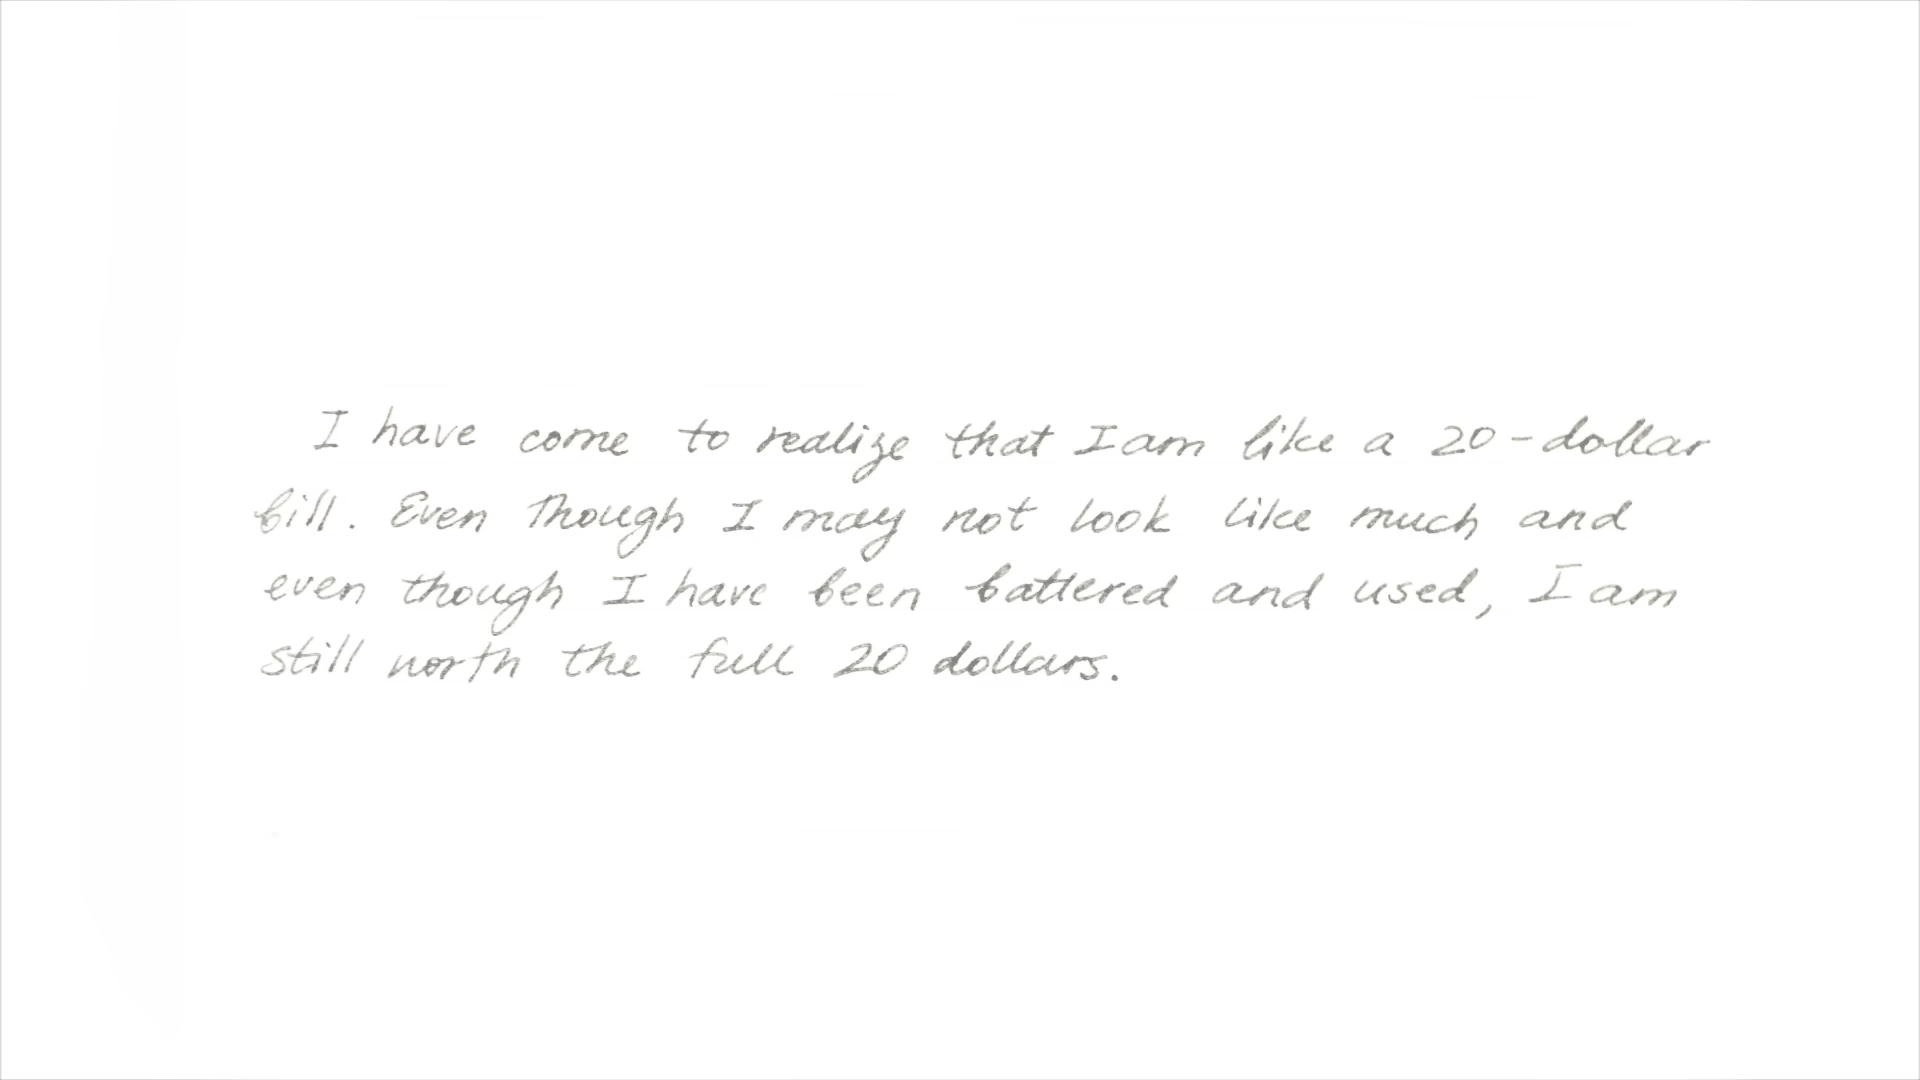 I have come to realize that I am like a 20-dollar
bill. Even though I may not look like much and
even though I have been battered and used, I am
still worth the full 20 dollars.